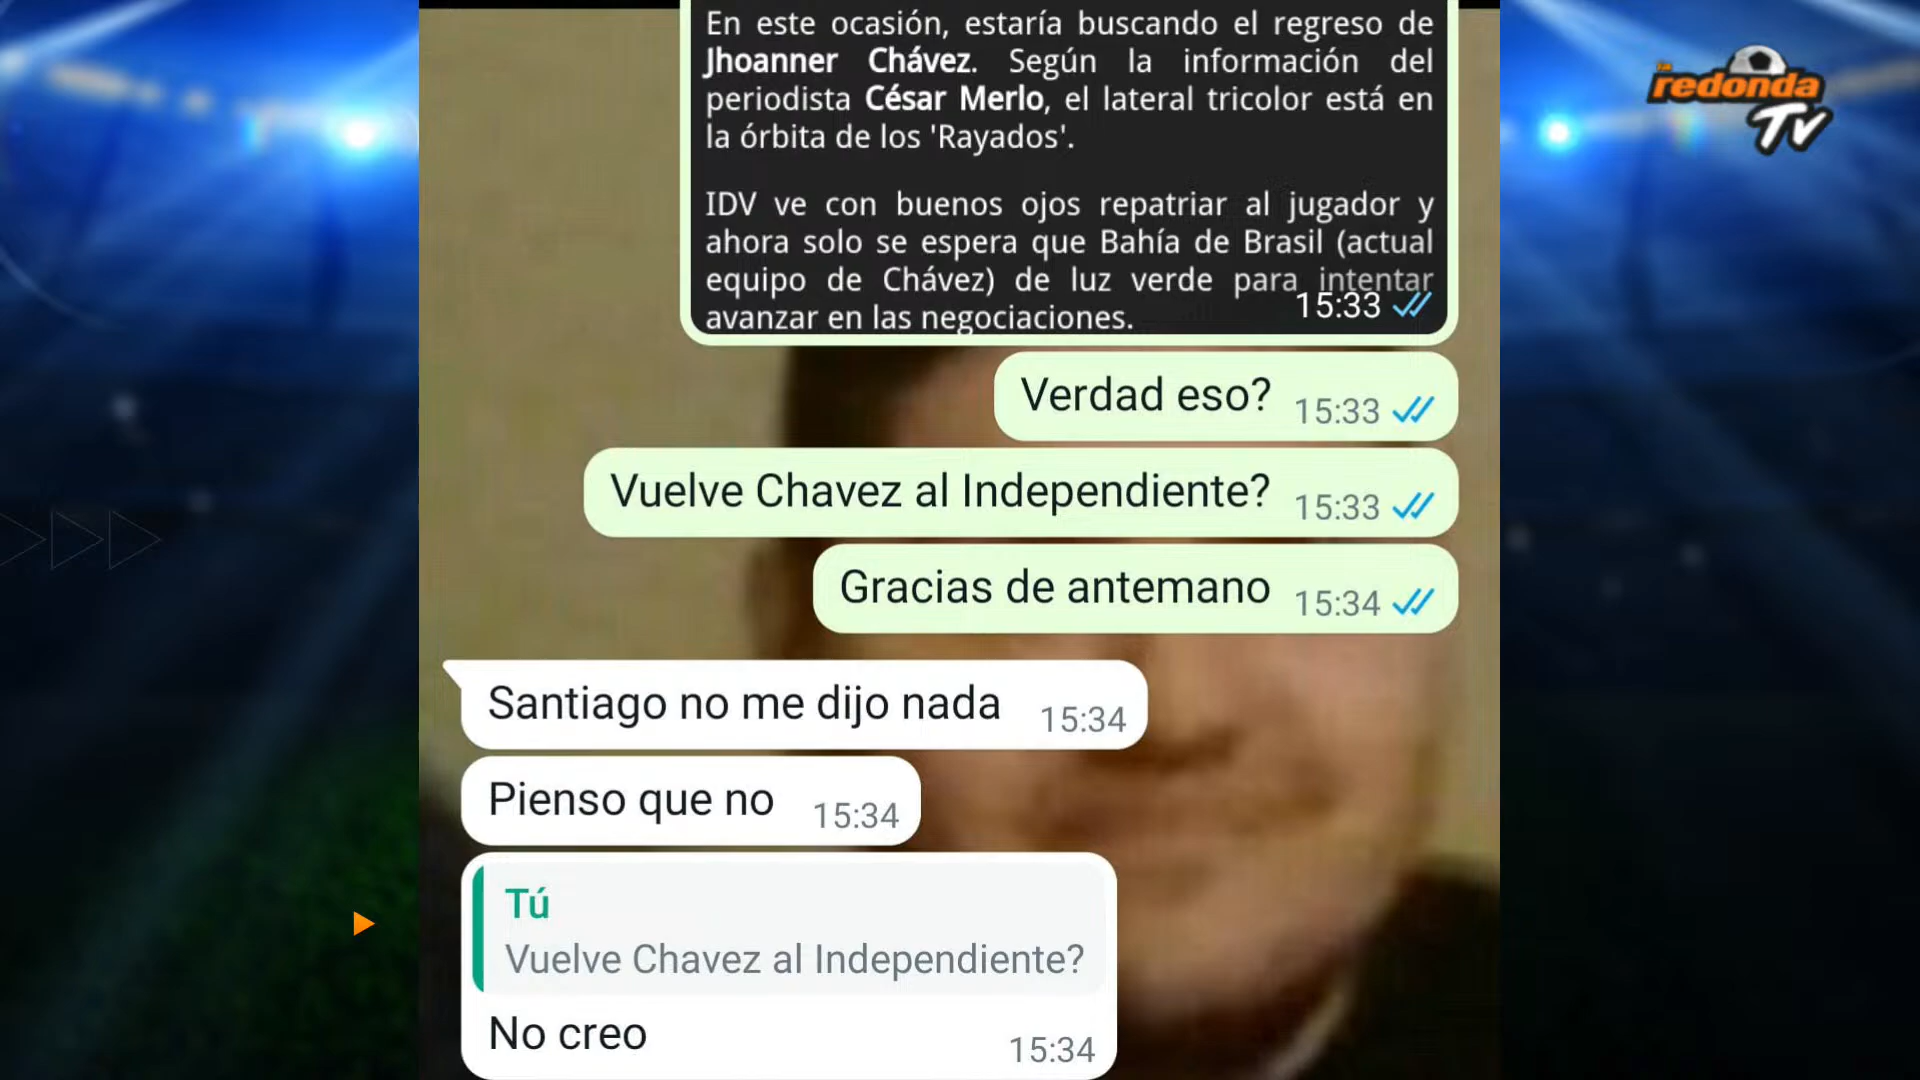 En este ocasión, estaría buscando el regreso de
Jhoanner Chávez. Según la información del
periodista César Merlo, el lateral tricolor está en
la órbita de los 'Rayados'.
IDV ve con buenos ojos repatriar al jugador y
ahora solo se espera que Bahía de Brasil (actual
equipo de Chávez) de luz verde para intentar
avanzar en las negociaciones.
15:33
Verdad eso? 15:33
Vuelve Chavez al Independiente? 15:33
Gracias de antemano 15:34
Santiago no me dijo nada 15:34
Pienso que no 15:34
Tú
Vuelve Chavez al Independiente?
No creo 15:34
la
redonda
Tv